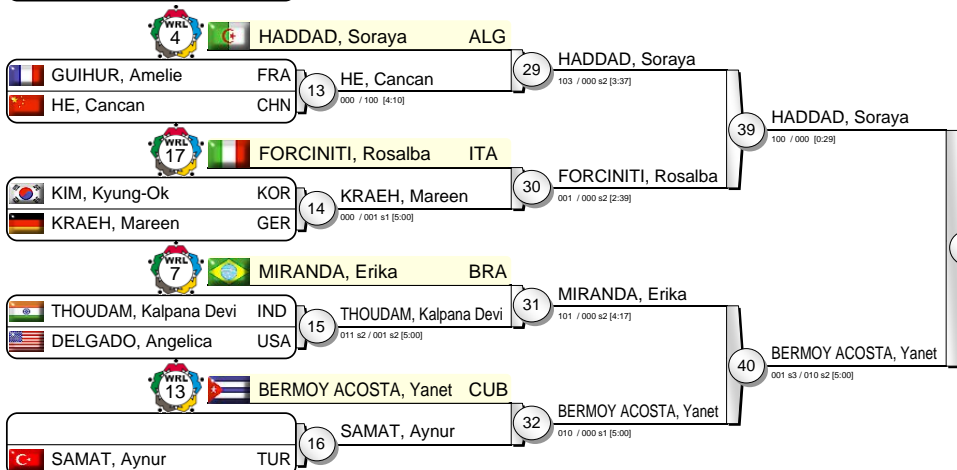 WRL 4 HADDAD, Soraya ALG
GUIHUR, Amelie FRA
HE, Cancan CHN
13 HE, Cancan
000 / 100 [4:10]
29 HADDAD, Soraya
103 / 000 s2 [3:37]
WRL 17 FORCINITI, Rosalba ITA
KIM, Kyung-Ok KOR
KRAEH, Mareen GER
14 KRAEH, Mareen
000 / 001 s1 [5:00]
30 FORCINITI, Rosalba
001 / 000 s2 [2:39]
39 HADDAD, Soraya
100 / 000 [0:29]
WRL 7 MIRANDA, Erika BRA
THOUDAM, Kalpana Devi IND
DELGADO, Angelica USA
15 THOUDAM, Kalpana Devi
011 s2 / 001 s2 [5:00]
31 MIRANDA, Erika
101 / 000 s2 [4:17]
WRL 13 BERMOY ACOSTA, Yanet CUB
SAMAT, Aynur TUR
16 SAMAT, Aynur
32 BERMOY ACOSTA, Yanet
010 / 000 s1 [5:00]
40 BERMOY ACOSTA, Yanet
001 s3 / 010 s2 [5:00]